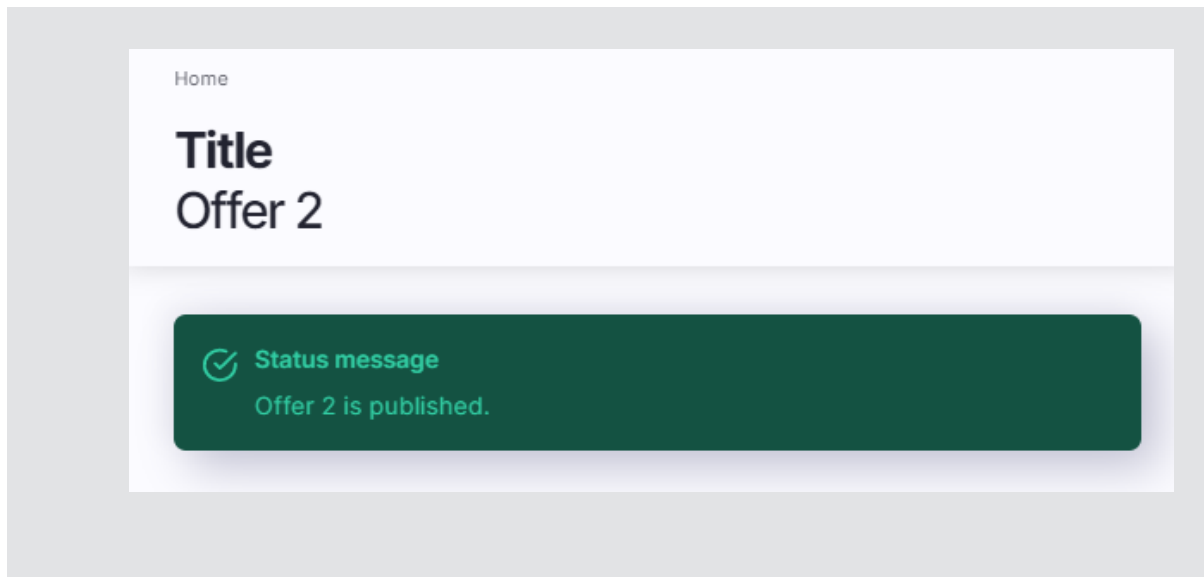 Home
Title
Offer 2
Status message
Offer 2 is published.